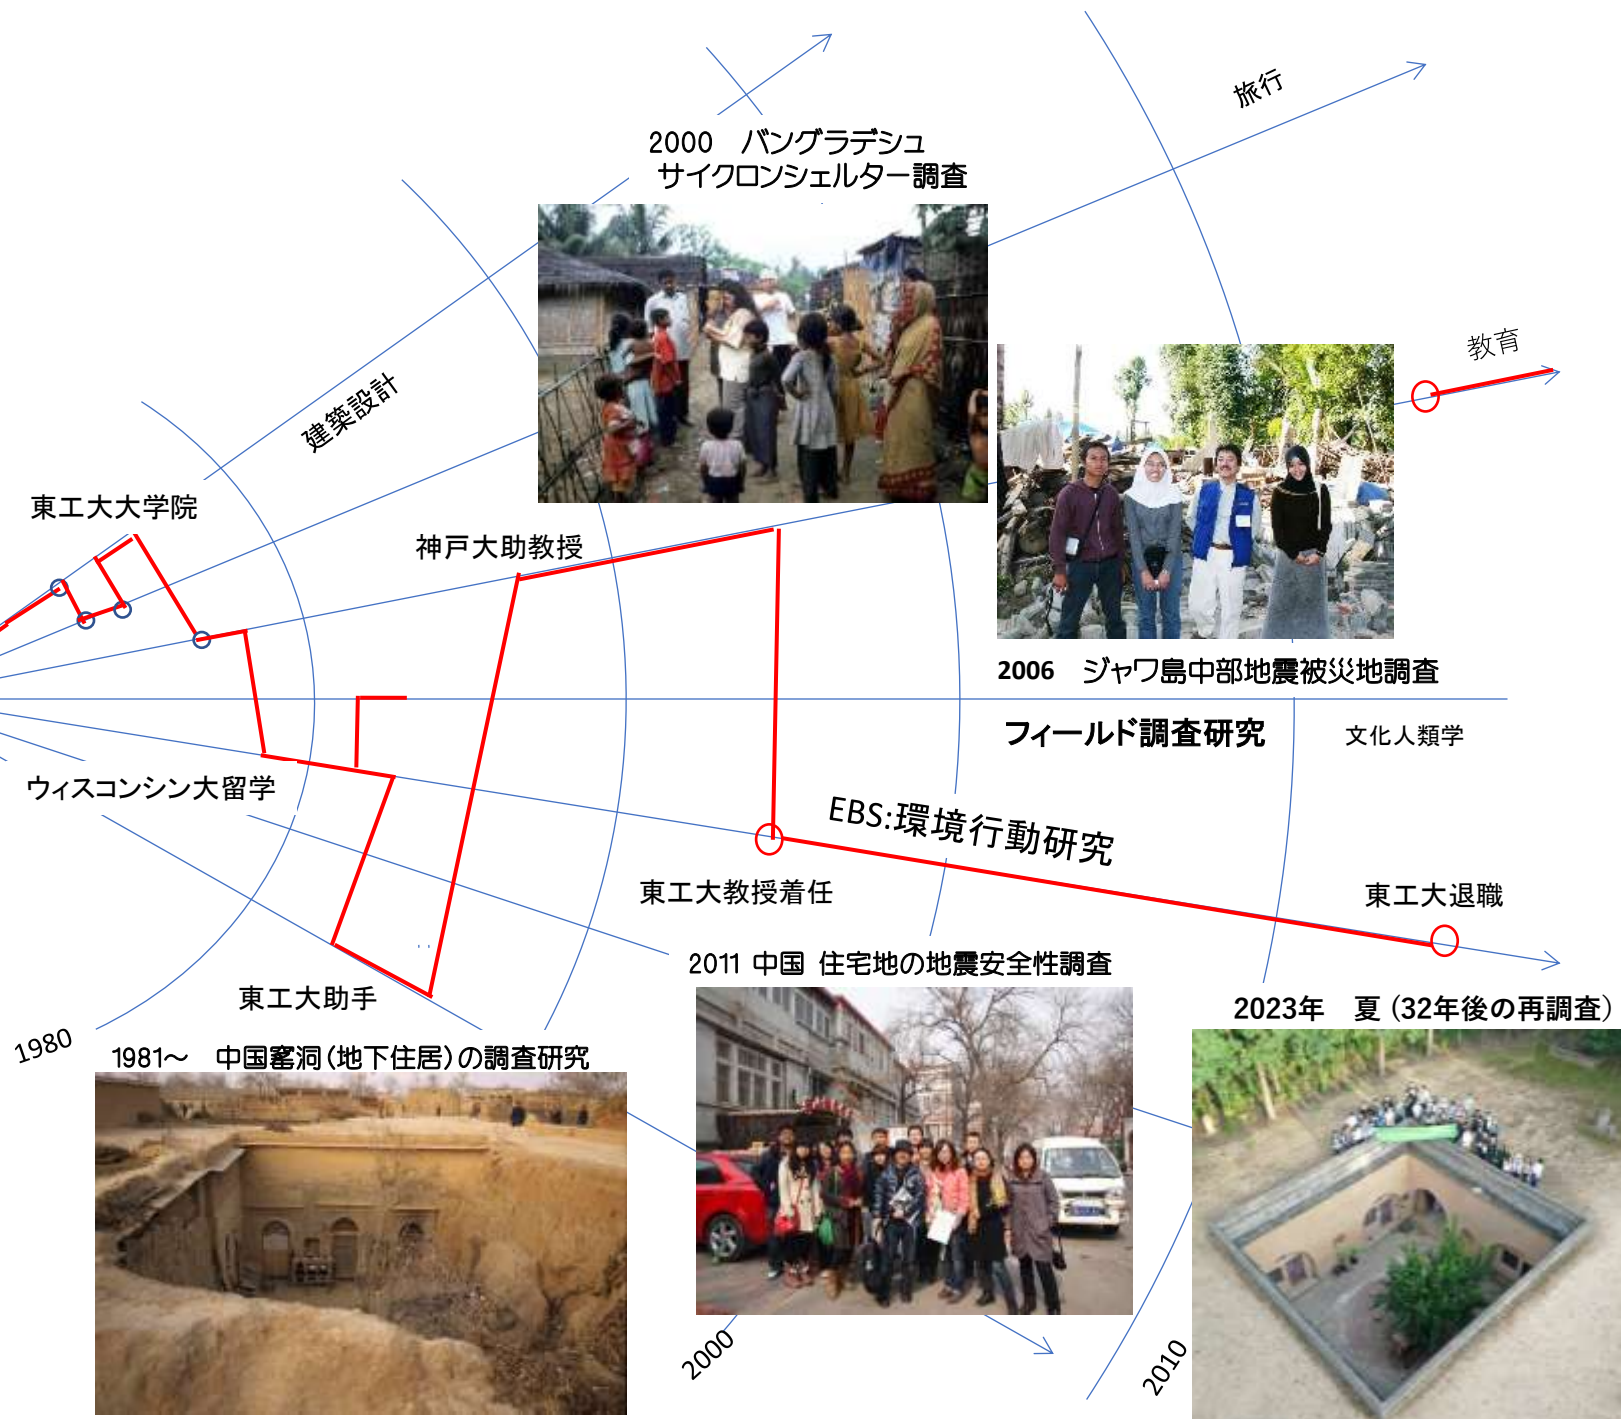 旅行
2000　バングラデシュ
サイクロンシェルター調査
教育
建築設計
東工大大学院
神戸大助教授
2006　ジャワ島中部地震被災地調査
フィールド調査研究
文化人類学
ウィスコンシン大留学
EBS:環境行動研究
東工大教授着任
東工大退職
2011 中国 住宅地の地震安全性調査
東工大助手
2023年　夏 (32年後の再調査)
1980
1981～　中国窰洞(地下住居)の調査研究
2000
2010